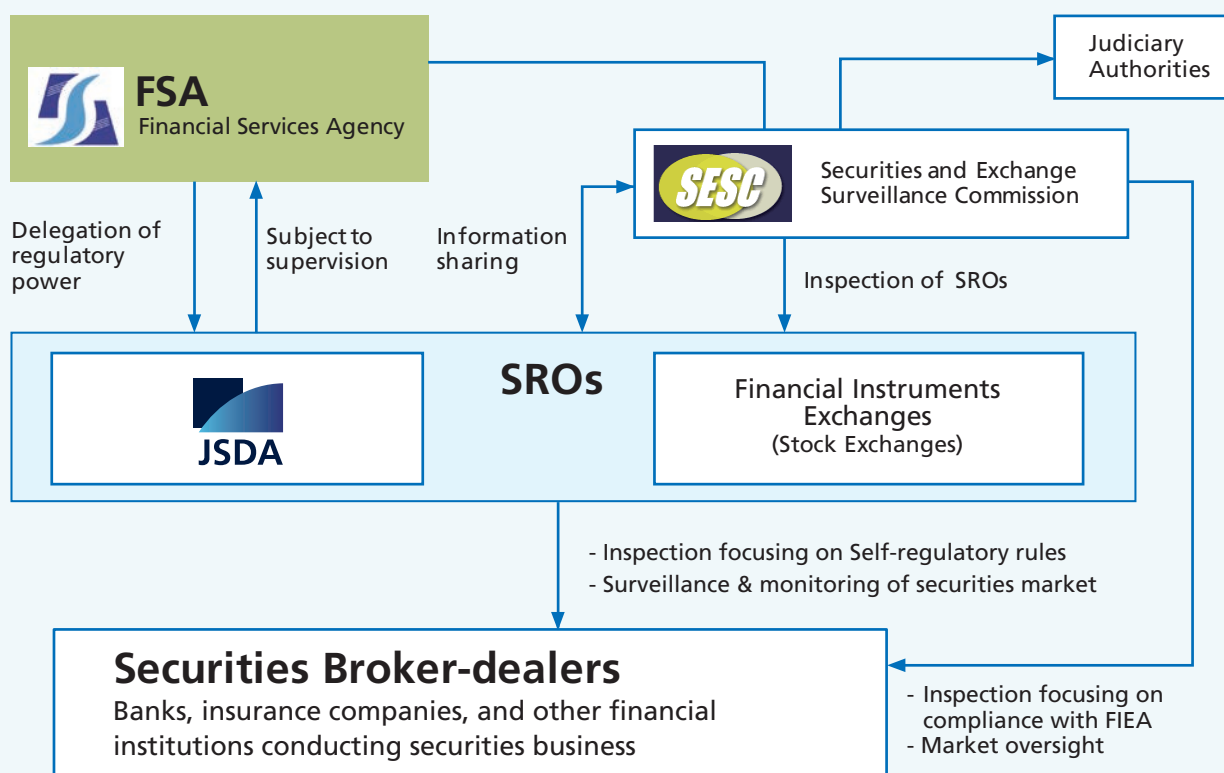 FSA
Financial Services Agency
Judiciary
Authorities
SESC
Securities and Exchange
Surveillance Commission
Delegation of
regulatory
power
Subject to
supervision
Information
sharing
Inspection of SROs
SROs
JSDA
Financial Instruments
Exchanges
(Stock Exchanges)
- Inspection focusing on Self-regulatory rules
- Surveillance & monitoring of securities market
Securities Broker-dealers
Banks, insurance companies, and other financial
institutions conducting securities business
- Inspection focusing on
compliance with FIEA
- Market oversight